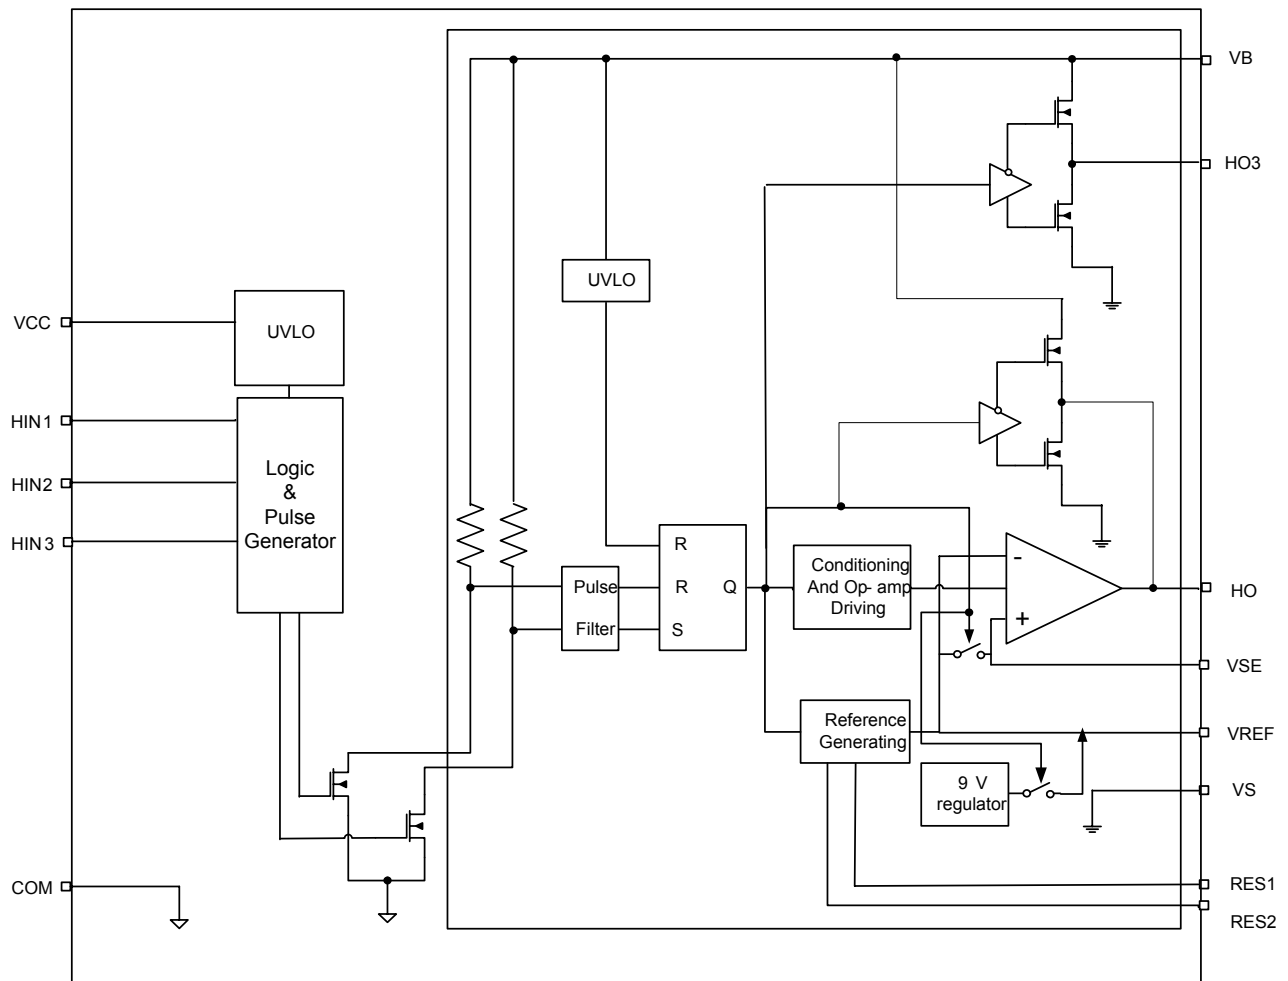 VB
HO3
UVLO
VCC
UVLO
HIN1
HIN2
HIN3
Logic
&
Pulse
Generator
R
R
Q
S
Pulse
Filter
Conditioning
And Op- amp
Driving
-
+
HO
VSE
Reference
Generating
VREF
9 V
regulator
VS
COM
RES1
RES2